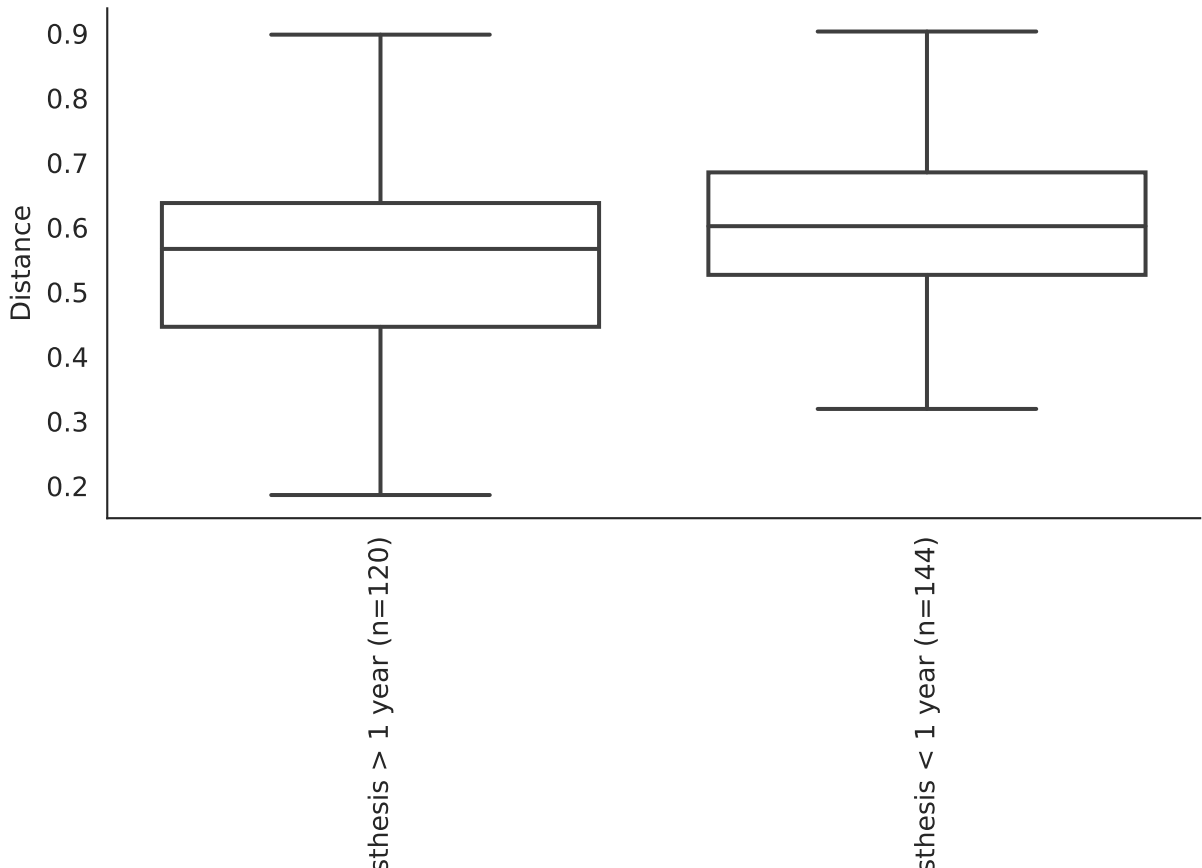 0.9
0.8
0.7
0.6
0.5
0.4
0.3
0.2
Distance
sthesis > 1 year (n=120)
sthesis < 1 year (n=144)